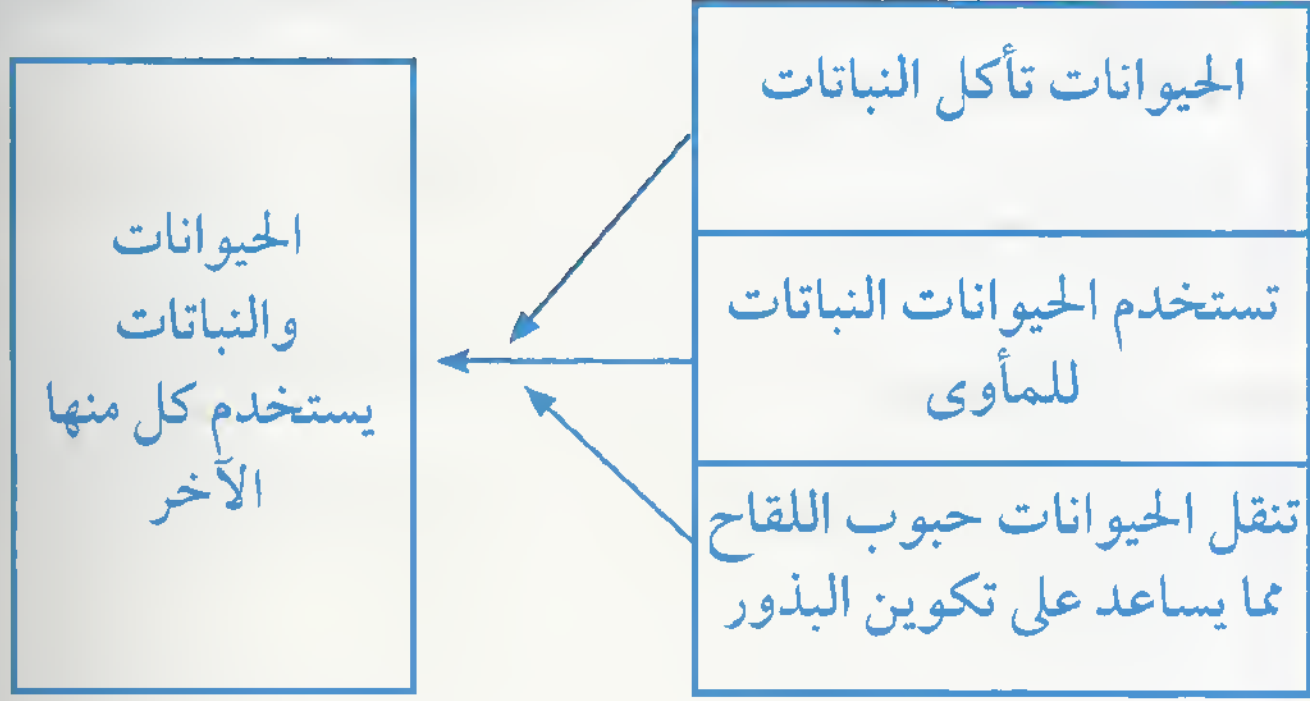 الحيوانات تأكل النباتات
تستخدم الحيوانات النباتات
للمأوى
تنقل الحيوانات حبوب اللقاح
مما يساعد على تكوين البذور
الحيوانات
والنباتات
يستخدم كل منها
الآخر